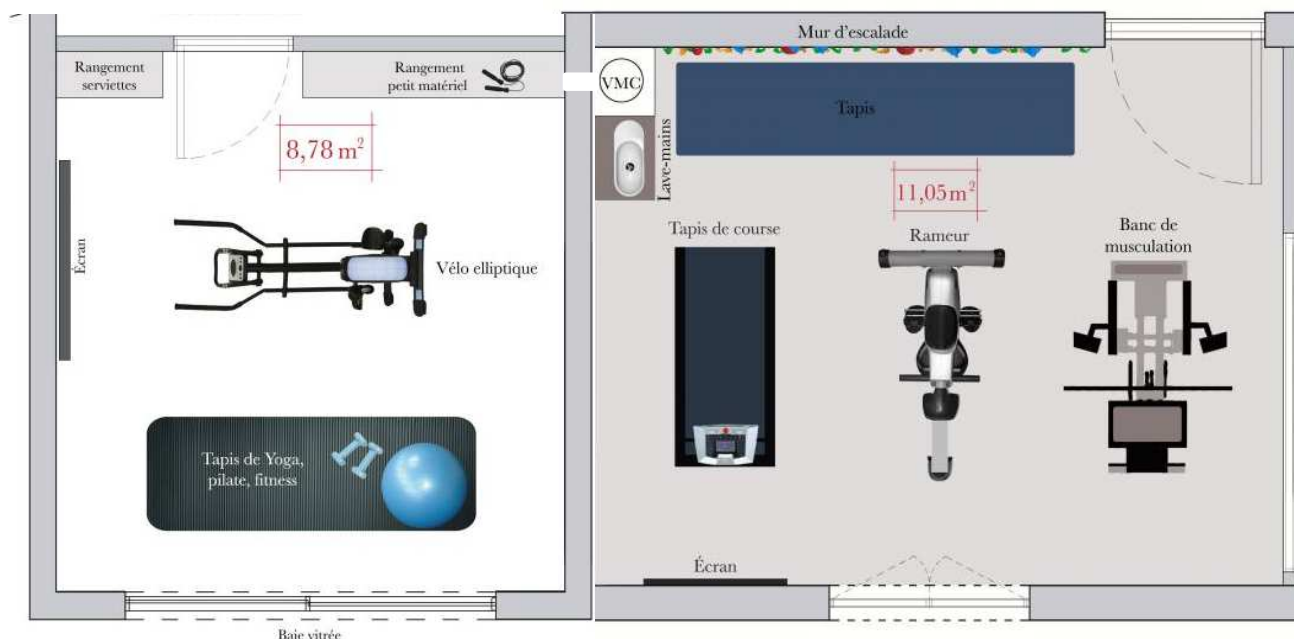 Rangement
serviettes
Rangement
petit matériel
8,78 m²
Écran
Vélo elliptique
Tapis de Yoga,
pilate, fitness
Baie vitrée
Mur d'escalade
VMC
Tapis
Lave-mains
11,05 m²
Tapis de course
Rameur
Banc de
musculation
Écran